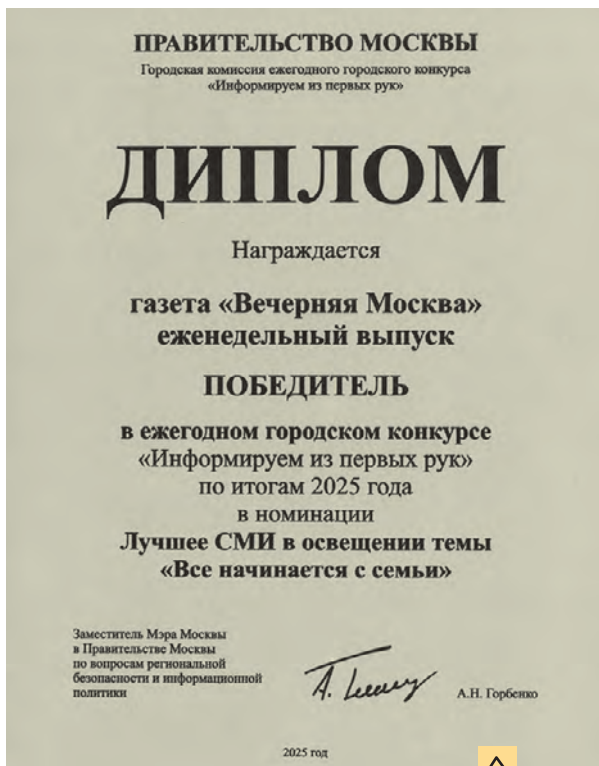 ПРАВИТЕЛЬСТВО МОСКВЫ
Городская комиссия ежегодного городского конкурса
«Информируем из первых рук»
ДИПЛОМ
Награждается
газета «Вечерняя Москва»
еженедельный выпуск
ПОБЕДИТЕЛЬ
в ежегодном городском конкурсе
«Информируем из первых рук»
по итогам 2025 года
в номинации
Лучшее СМИ в освещении темы
«Все начинается с семьи»
Заместитель Мэра Москвы
в Правительстве Москвы
по вопросам региональной
безопасности и информационной
политики
А.Н. Горбенко
2025 год